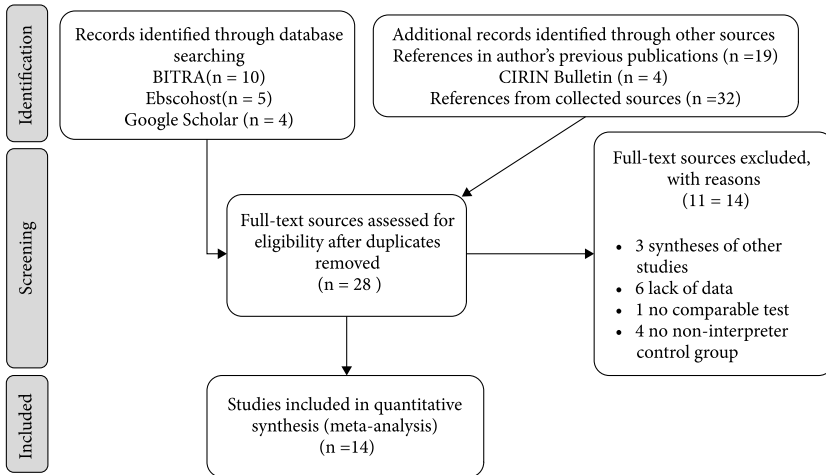 Identification
Records identified through database
searching
BITRA(n = 10)
Ebscohost(n = 5)
Google Scholar (n = 4)
Additional records identified through other sources
References in author's previous publications (n =19)
CIRIN Bulletin (n = 4)
References from collected sources (n =32)
Screening
Full-text sources assessed for
eligibility after duplicates
removed
(n = 28 )
Full-text sources excluded,
with reasons
(11 = 14)
• 3 syntheses of other
studies
• 6 lack of data
• 1 no comparable test
• 4 no non-interpreter
control group
Included
Studies included in quantitative
synthesis (meta-analysis)
(n =14)